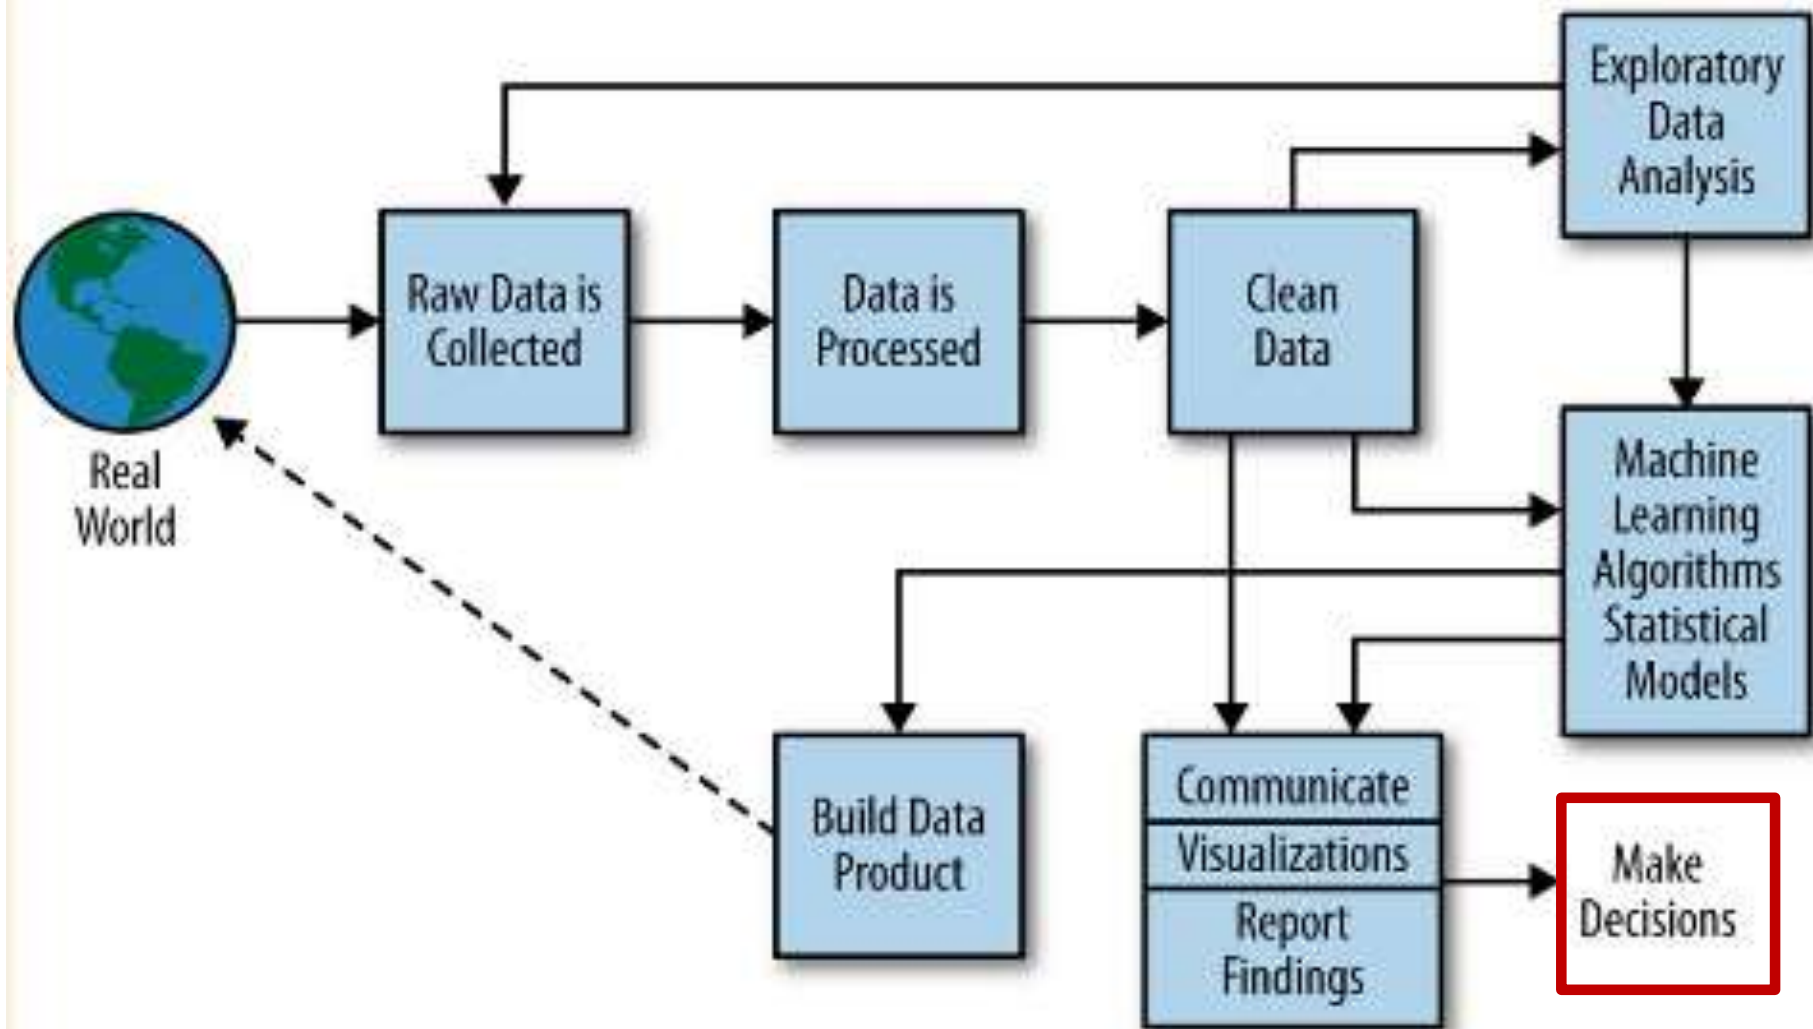 Exploratory
Data
Analysis
Raw Data is
Collected
Data is
Processed
Clean
Data
Real
World
Machine
Learning
Algorithms
Statistical
Models
Build Data
Product
Communicate
Visualizations
Report
Findings
Make
Decisions